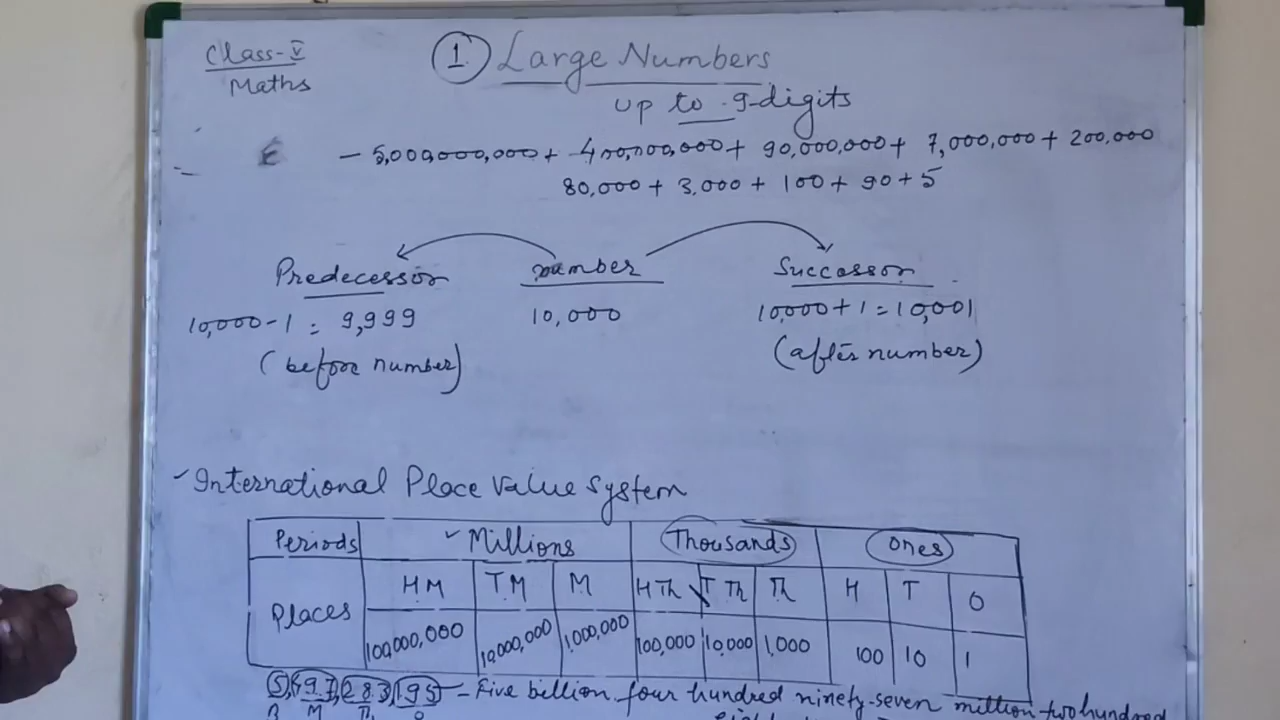 Class-V
Maths
1. Large Numbers
up to 9-digits
- 5,000,000,000 + 400,000,000 + 90,000,000 + 7,000,000 + 200,000
80,000 + 3,000 + 100 + 90 + 5
Predecessor number Successor
10,000-1 = 9,999 10,000 10,000+1=10,001
(before number) (after number)
International Place Value System
Periods Millions Thousands Ones
Places HM T.M M H Th T Th Th H T O
100,000,000 10,000,000 1,000,000 100,000 10,000 1,000 100 10 1
5,497,283,195 - Five billion four hundred ninety-seven million two hundred
B M Th O